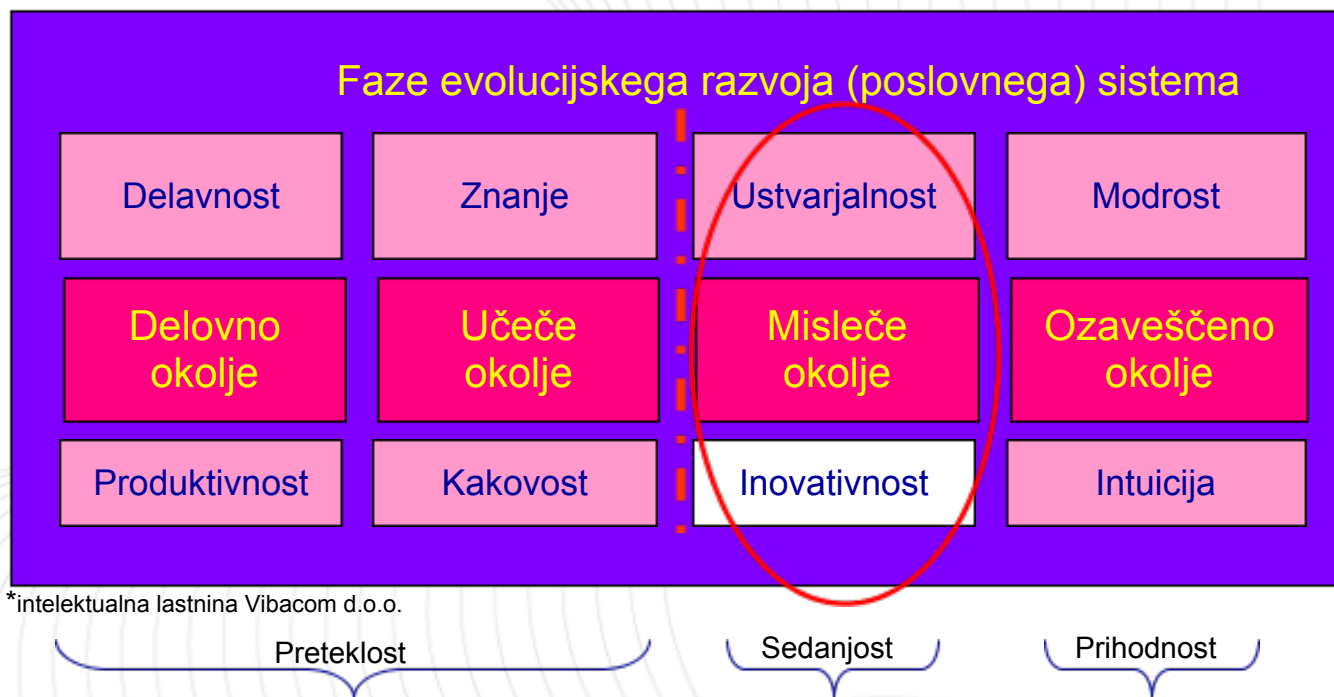 Faze evolucijskega razvoja (poslovnega) sistema
Delavnost
Znanje
Ustvarjalnost
Modrost
Delovno
okolje
Učeče
okolje
Misleče
okolje
Ozaveščeno
okolje
Produktivnost
Kakovost
Inovativnost
Intuicija
*intelektualna lastnina Vibacom d.o.o.
Preteklost
Sedanjost
Prihodnost